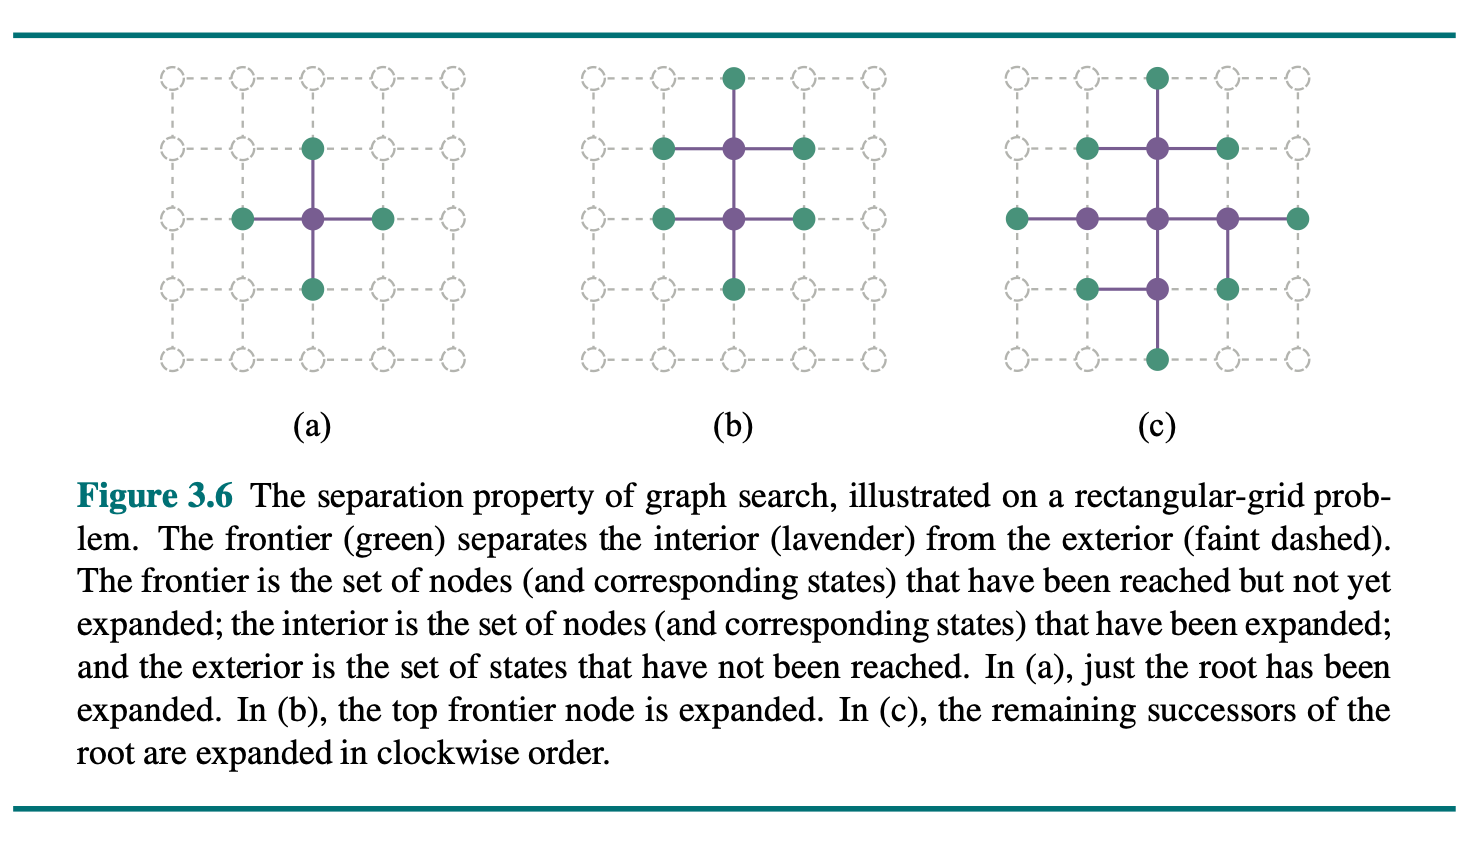 (a) (b) (c)
Figure 3.6 The separation property of graph search, illustrated on a rectangular-grid prob-
lem. The frontier (green) separates the interior (lavender) from the exterior (faint dashed).
The frontier is the set of nodes (and corresponding states) that have been reached but not yet
expanded; the interior is the set of nodes (and corresponding states) that have been expanded;
and the exterior is the set of states that have not been reached. In (a), just the root has been
expanded. In (b), the top frontier node is expanded. In (c), the remaining successors of the
root are expanded in clockwise order.